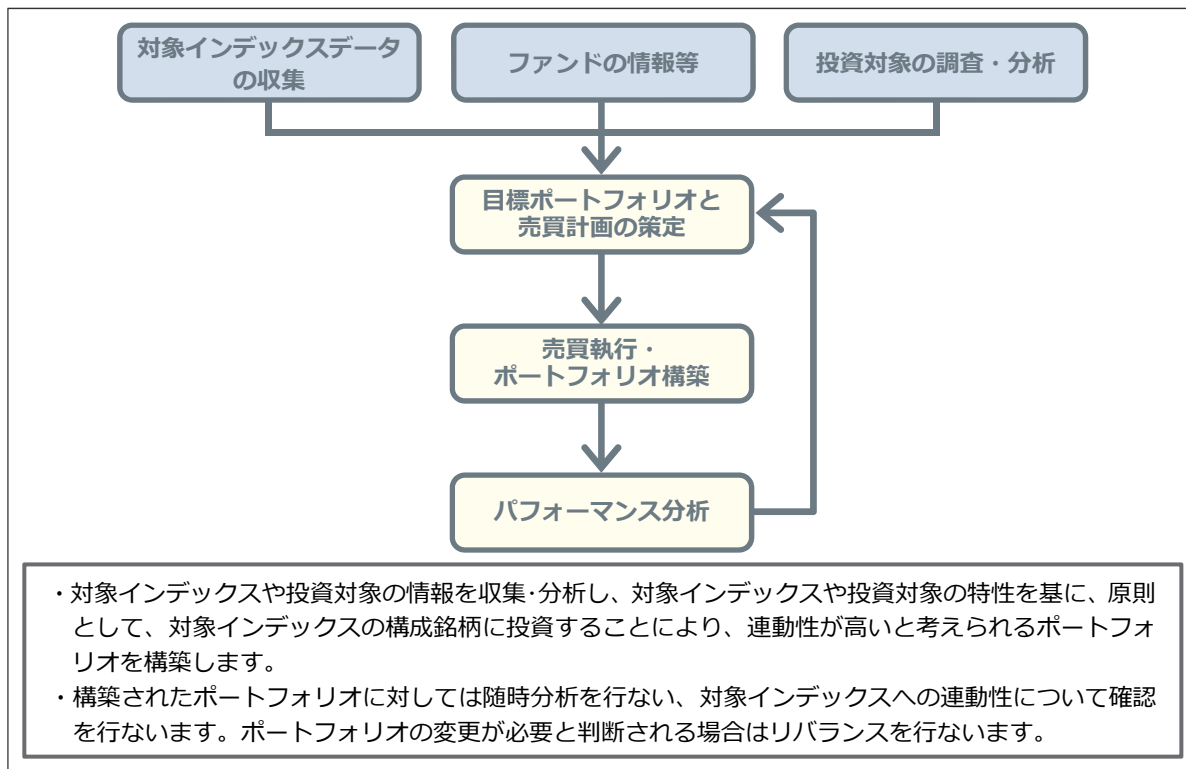 対象インデックスデータ
の収集
ファンドの情報等
投資対象の調査・分析
目標ポートフォリオと
売買計画の策定
売買執行・
ポートフォリオ構築
パフォーマンス分析
・対象インデックスや投資対象の情報を収集・分析し、対象インデックスや投資対象の特性を基に、原則
として、対象インデックスの構成銘柄に投資することにより、連動性が高いと考えられるポートフォ
リオを構築します。
・構築されたポートフォリオに対しては随時分析を行ない、対象インデックスへの連動性について確認
を行ないます。ポートフォリオの変更が必要と判断される場合はリバランスを行ないます。